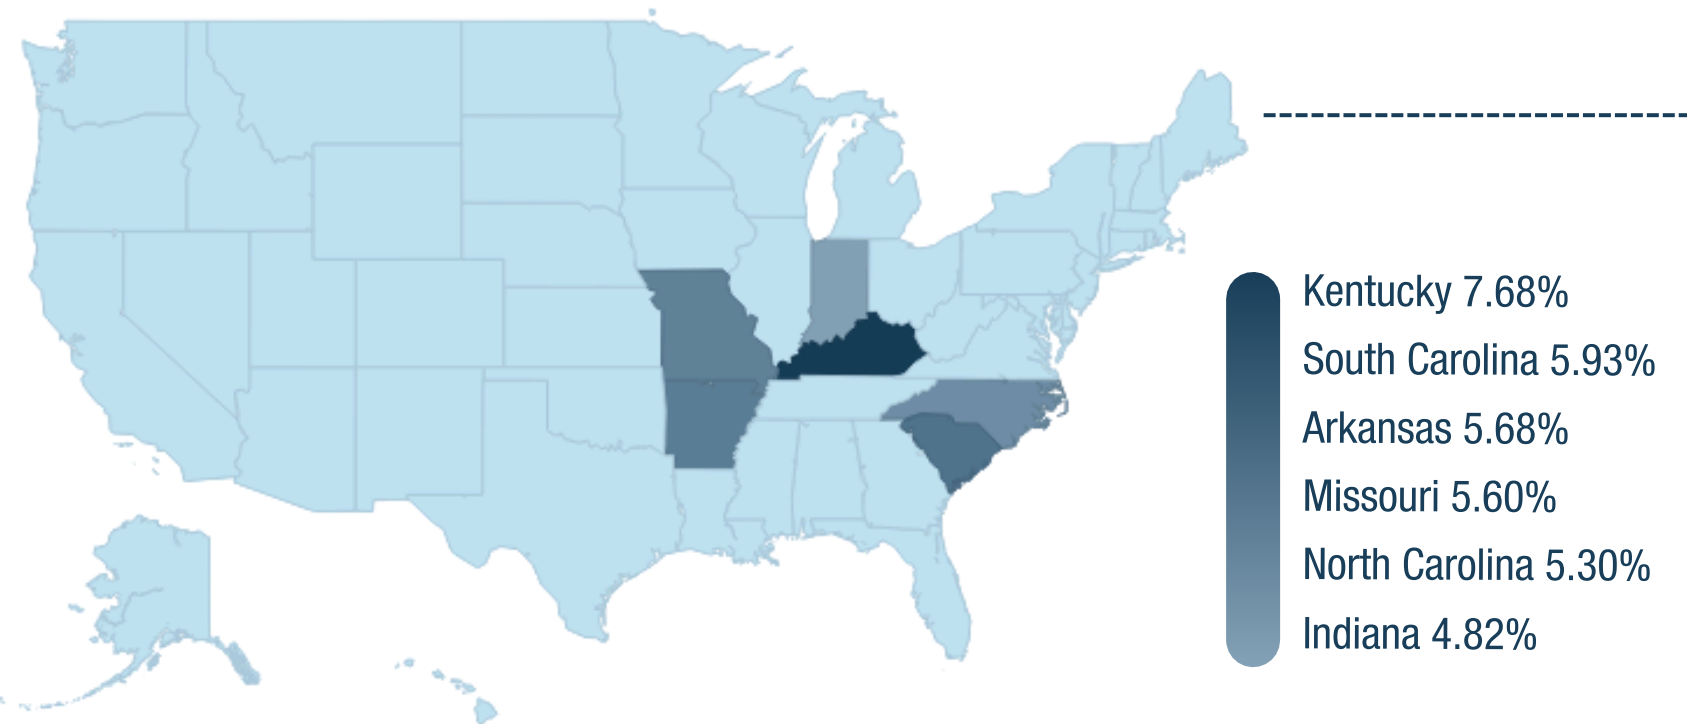 Kentucky 7.68%
South Carolina 5.93%
Arkansas 5.68%
Missouri 5.60%
North Carolina 5.30%
Indiana 4.82%